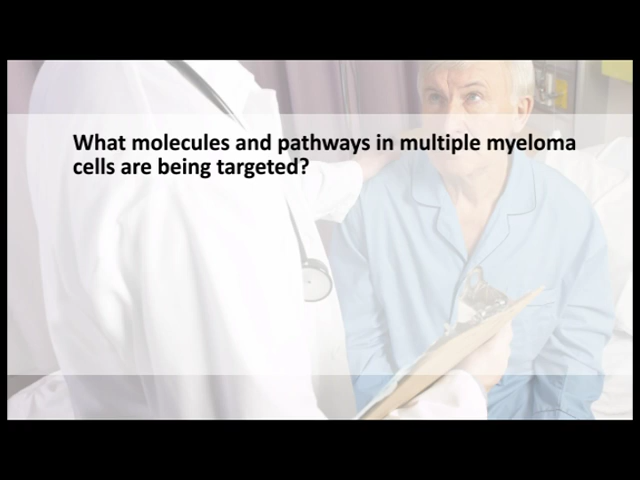 What molecules and pathways in multiple myeloma
cells are being targeted?